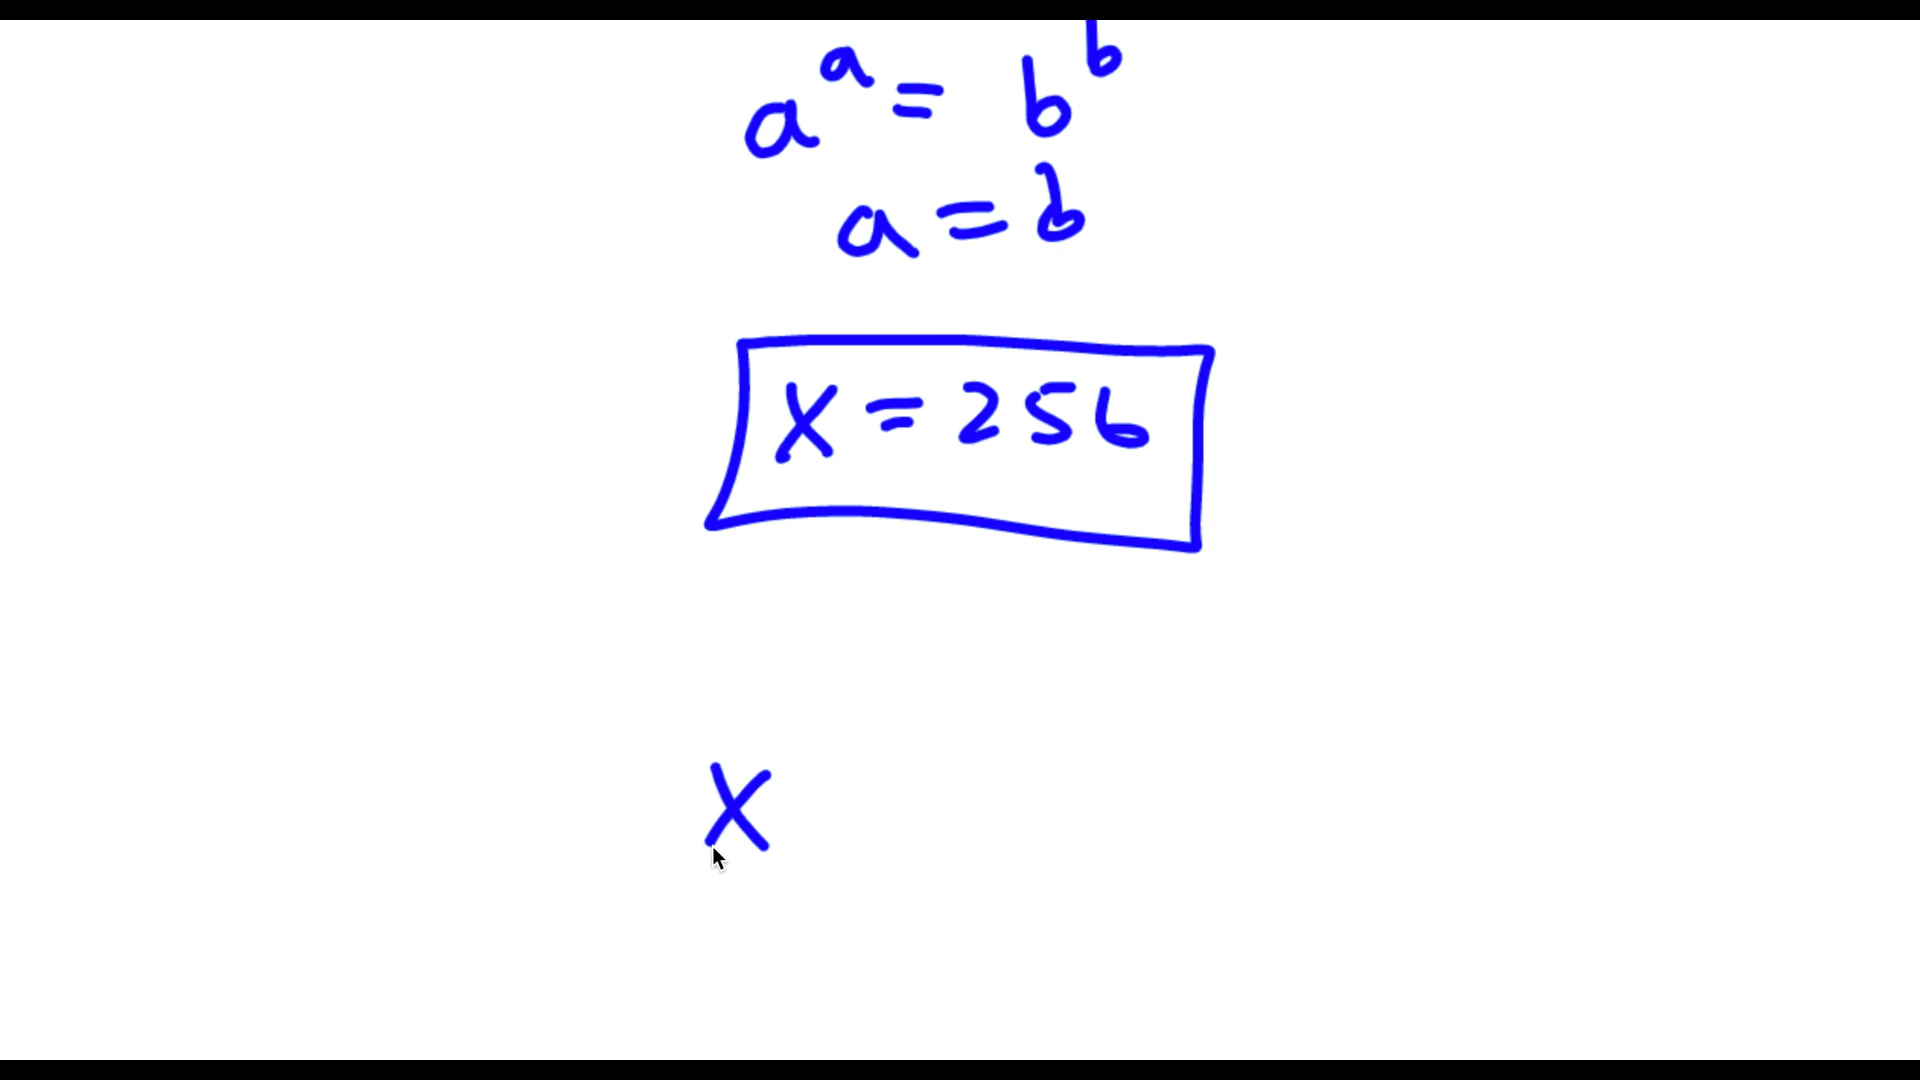 a^a = b^b
a = b
X = 256
X